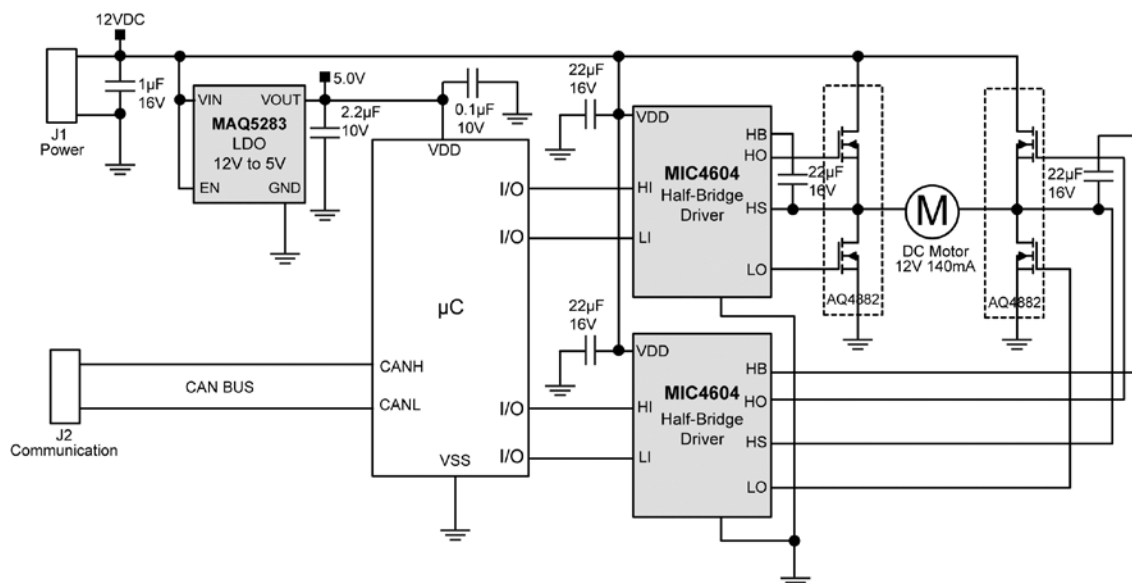 12VDC
J1
Power
1µF
16V
VIN
VOUT
MAQ5283
LDO
12V to 5V
EN
GND
5.0V
2.2µF
10V
0.1µF
10V
VDD
I/O
I/O
µC
CANH
CANL
I/O
I/O
VSS
CAN BUS
J2
Communication
22µF
16V
VDD
HB
HO
MIC4604
Half-Bridge
Driver
HI
HS
LI
LO
22µF
16V
AQ4882
M
DC Motor
12V 140mA
22µF
16V
AQ4882
22µF
16V
VDD
HB
MIC4604
HO
HI
Half-Bridge
Driver
HS
LI
LO